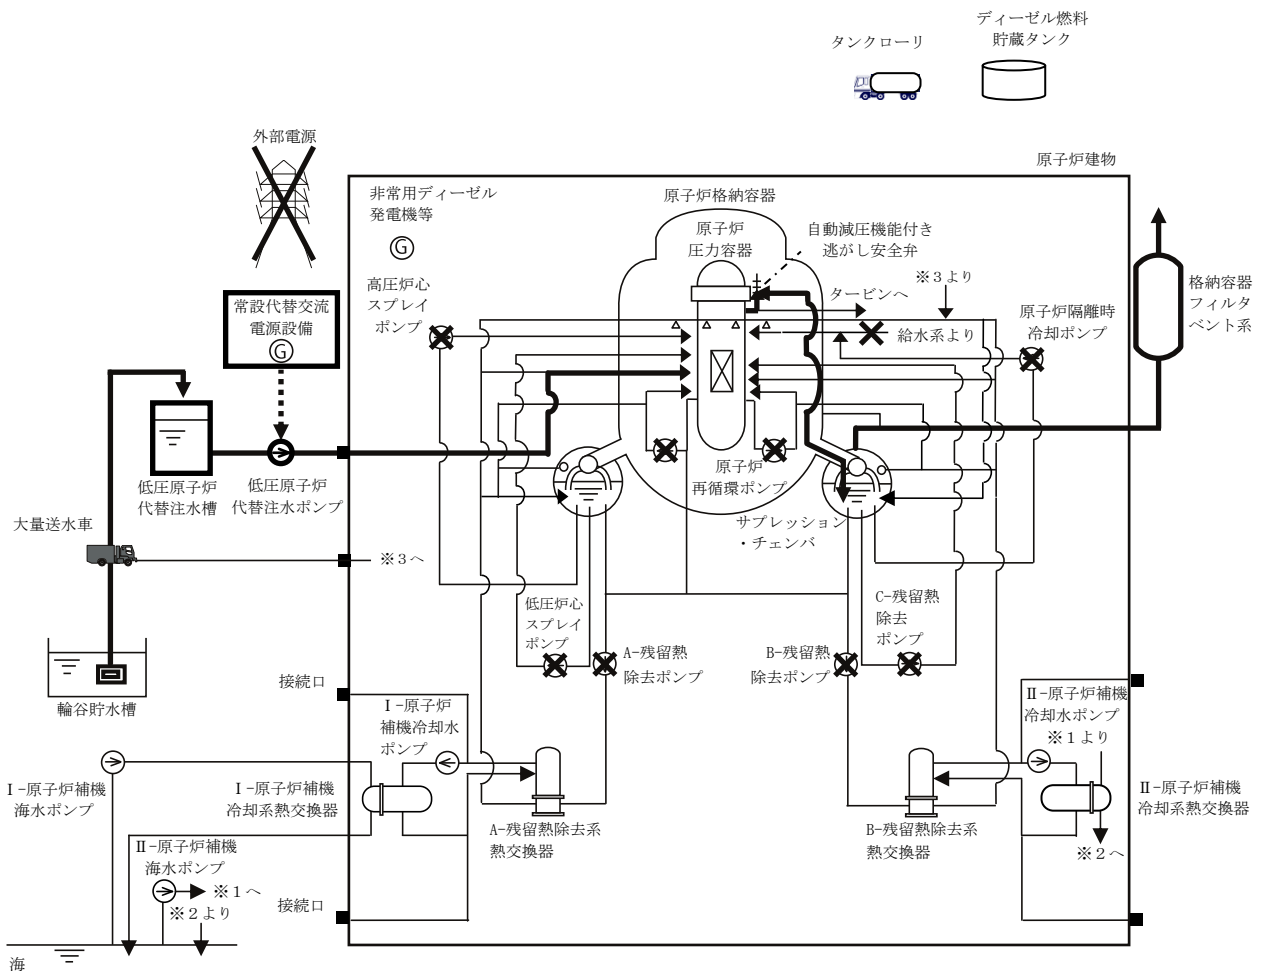 ディーゼル燃料
貯蔵タンク
タンクローリ
外部電源
原子炉建物
非常用ディーゼル
発電機等
G
原子炉格納容器
原子炉
圧力容器
自動減圧機能付き
逃がし安全弁
※３より
タービンへ
給水系より
高圧炉心
スプレイ
ポンプ
原子炉隔離時
冷却ポンプ
格納容器
フィルタ
ベント系
常設代替交流
電源設備
G
低圧原子炉
代替注水槽
低圧原子炉
代替注水ポンプ
原子炉
再循環ポンプ
サプレッション
・チェンバ
大量送水車
※３へ
低圧炉心
スプレイ
ポンプ
A-残留熱
除去ポンプ
B-残留熱
除去ポンプ
C-残留熱
除去
ポンプ
輪谷貯水槽
接続口
Ⅰ-原子炉
補機冷却水
ポンプ
Ⅱ-原子炉補機
冷却水ポンプ
※１より
Ⅰ-原子炉補機
海水ポンプ
Ⅰ-原子炉補機
冷却系熱交換器
Ⅱ-原子炉補機
冷却系熱交換器
A-残留熱除去系
熱交換器
B-残留熱除去系
熱交換器
※２へ
Ⅱ-原子炉補機
海水ポンプ
※１へ
※２より
接続口
海